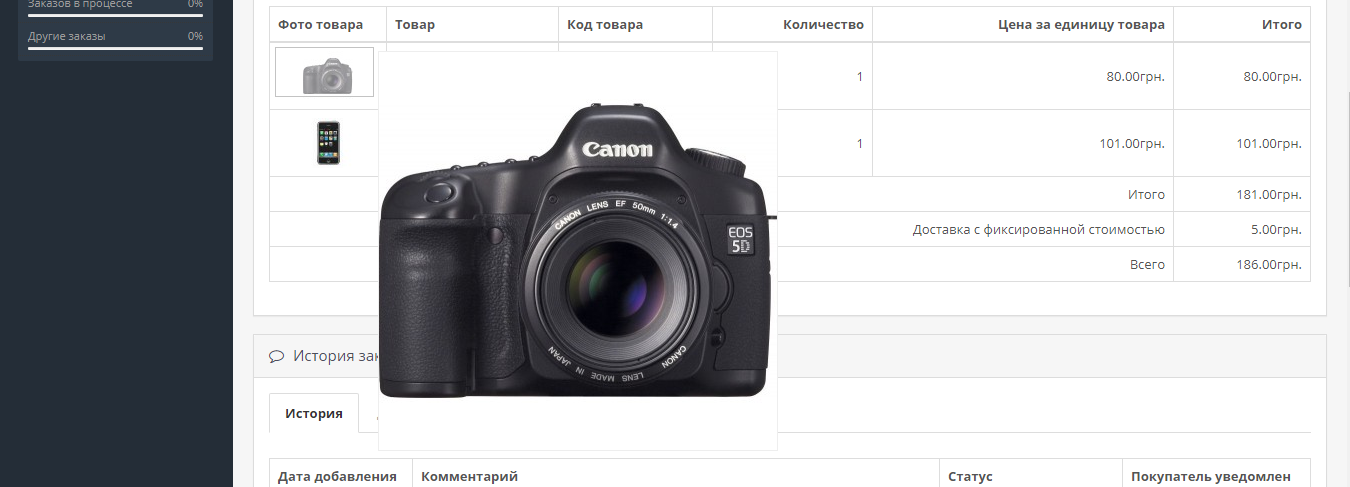 Заказов в процессе 0%
Другие заказы 0%
Фото товара Товар Код товара Количество Цена за единицу товара Итого
1 80.00грн. 80.00грн.
1 101.00грн. 101.00грн.
Итого 181.00грн.
Доставка с фиксированной стоимостью 5.00грн.
Всего 186.00грн.
Canon
CANON LENS EF 50mm 1:1.4
EOS
5D
CANON LENS MADE IN JAPAN
История
История
Дата добавления Комментарий Статус Покупатель уведомлен